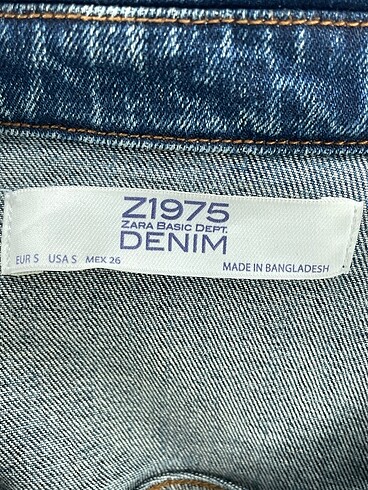 Z1975
ZARA BASIC DEPT.
DENIM
EUR S USA S MEX 26
MADE IN BANGLADESH